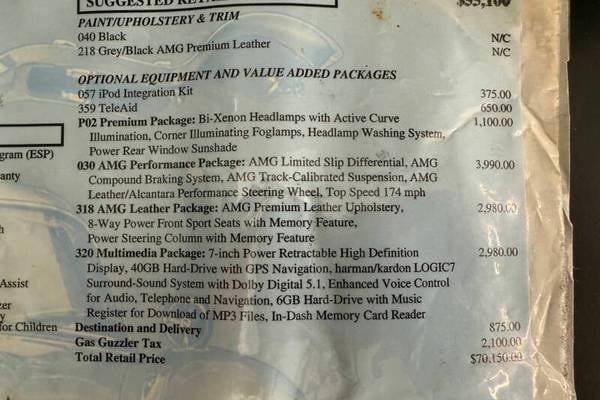 SUGGESTED RETAIL
PAINT/UPHOLSTERY & TRIM
040 Black N/C
218 Grey/Black AMG Premium Leather N/C
OPTIONAL EQUIPMENT AND VALUE ADDED PACKAGES
057 iPod Integration Kit 375.00
359 TeleAid 650.00
P02 Premium Package: Bi-Xenon Headlamps with Active Curve 1,100.00
Illumination, Corner Illuminating Foglamps, Headlamp Washing System,
Power Rear Window Sunshade
gram (ESP)
030 AMG Performance Package: AMG Limited Slip Differential, AMG 3,990.00
anty
Compound Braking System, AMG Track-Calibrated Suspension, AMG
Leather/Alcantara Performance Steering Wheel, Top Speed 174 mph
318 AMG Leather Package: AMG Premium Leather Upholstery, 2,980.00
8-Way Power Front Sport Seats with Memory Feature,
Power Steering Column with Memory Feature
320 Multimedia Package: 7-inch Power Retractable High Definition 2,980.00
Display, 40GB Hard-Drive with GPS Navigation, harman/kardon LOGIC7
Assist
Surround-Sound System with Dolby Digital 5.1, Enhanced Voice Control
for Audio, Telephone and Navigation, 6GB Hard-Drive with Music
zer
Register for Download of MP3 Files, In-Dash Memory Card Reader
y
for Children
Destination and Delivery 875.00
Gas Guzzler Tax 2,100.00
Total Retail Price $70,150.00